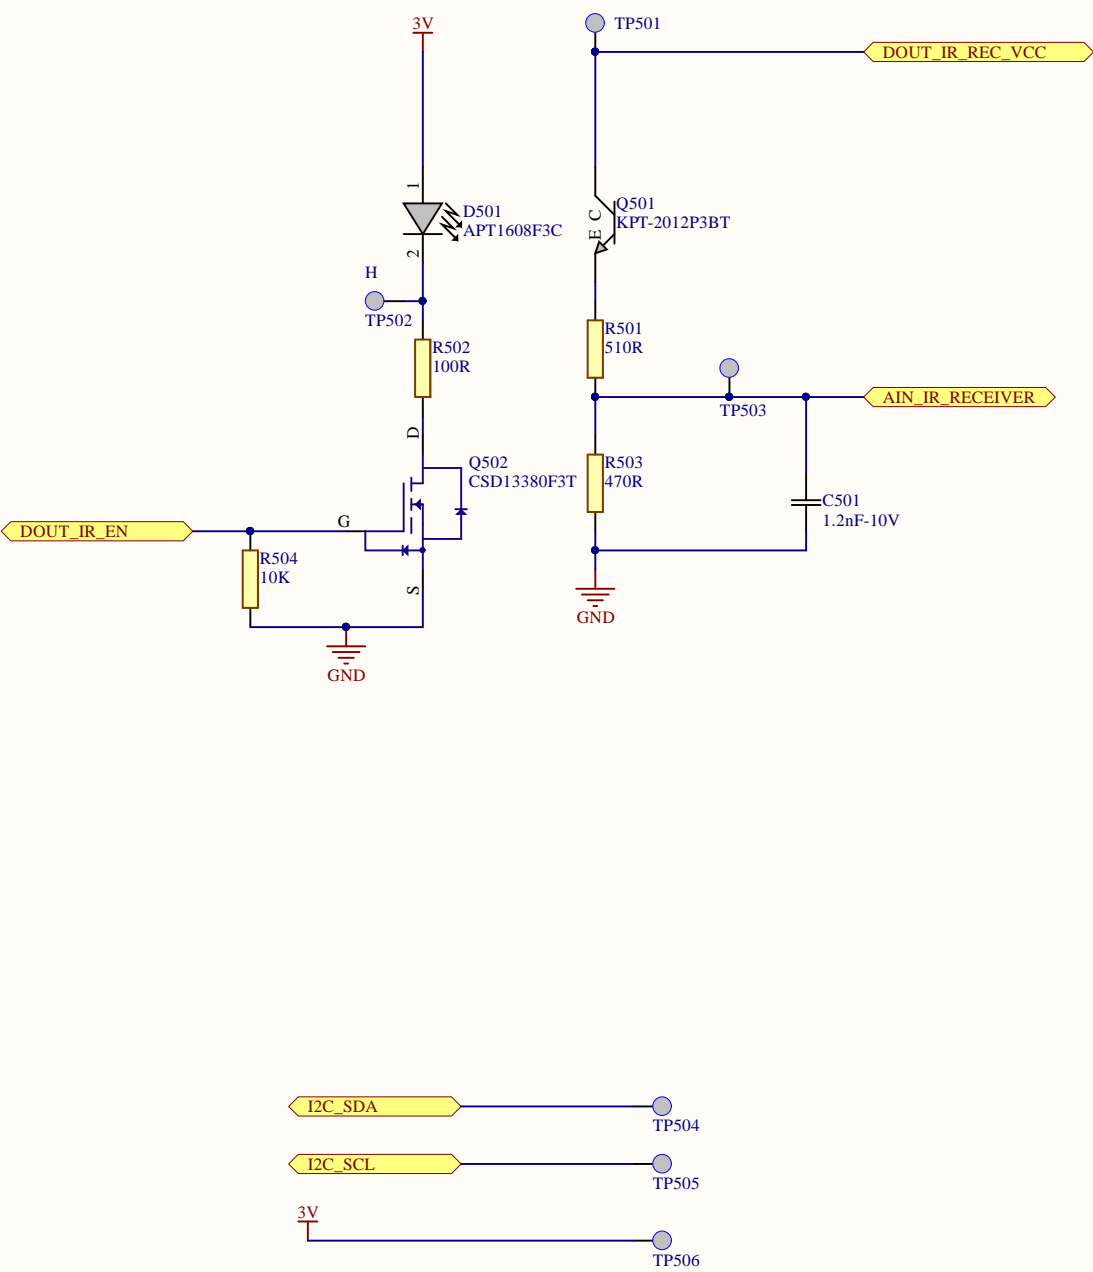 3V
TP501
DOUT_IR_REC_VCC
1
D501
APT1608F3C
2
C
E
Q501
KPT-2012P3BT
H
TP502
R502
100R
R501
510R
TP503
AIN_IR_RECEIVER
D
Q502
CSD13380F3T
R503
470R
C501
1.2nF-10V
DOUT_IR_EN
G
R504
10K
S
GND
GND
I2C_SDA
TP504
I2C_SCL
TP505
3V
TP506